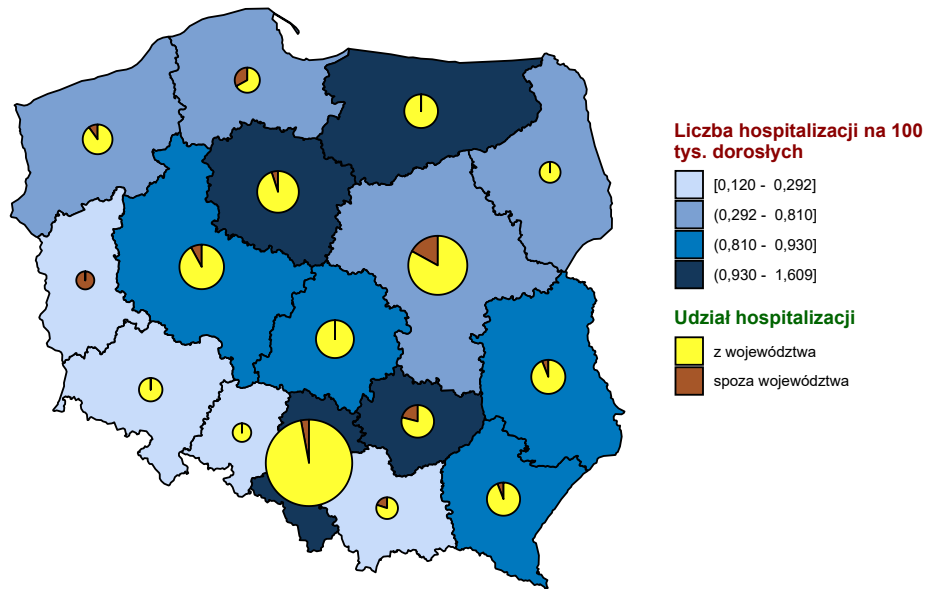 Liczba hospitalizacji na 100
tys. dorosłych
[0,120 - 0,292]
(0,292 - 0,810]
(0,810 - 0,930]
(0,930 - 1,609]
Udział hospitalizacji
z województwa
spoza województwa